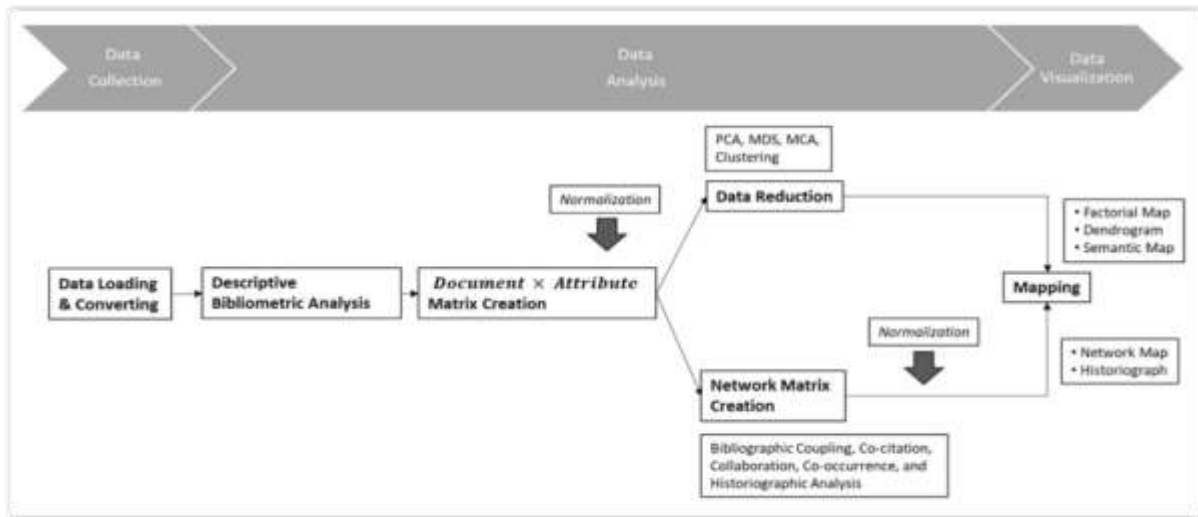 Data
Collection
Data
Analysis
Data
Visualization
PCA, MDS, MCA,
Clustering
Normalization
Data Reduction
• Factorial Map
• Dendrogram
• Semantic Map
Data Loading
& Converting
Descriptive
Bibliometric Analysis
Document × Attribute
Matrix Creation
Mapping
Normalization
• Network Map
• Historiograph
Network Matrix
Creation
Bibliographic Coupling, Co-citation,
Collaboration, Co-occurrence, and
Historiographic Analysis